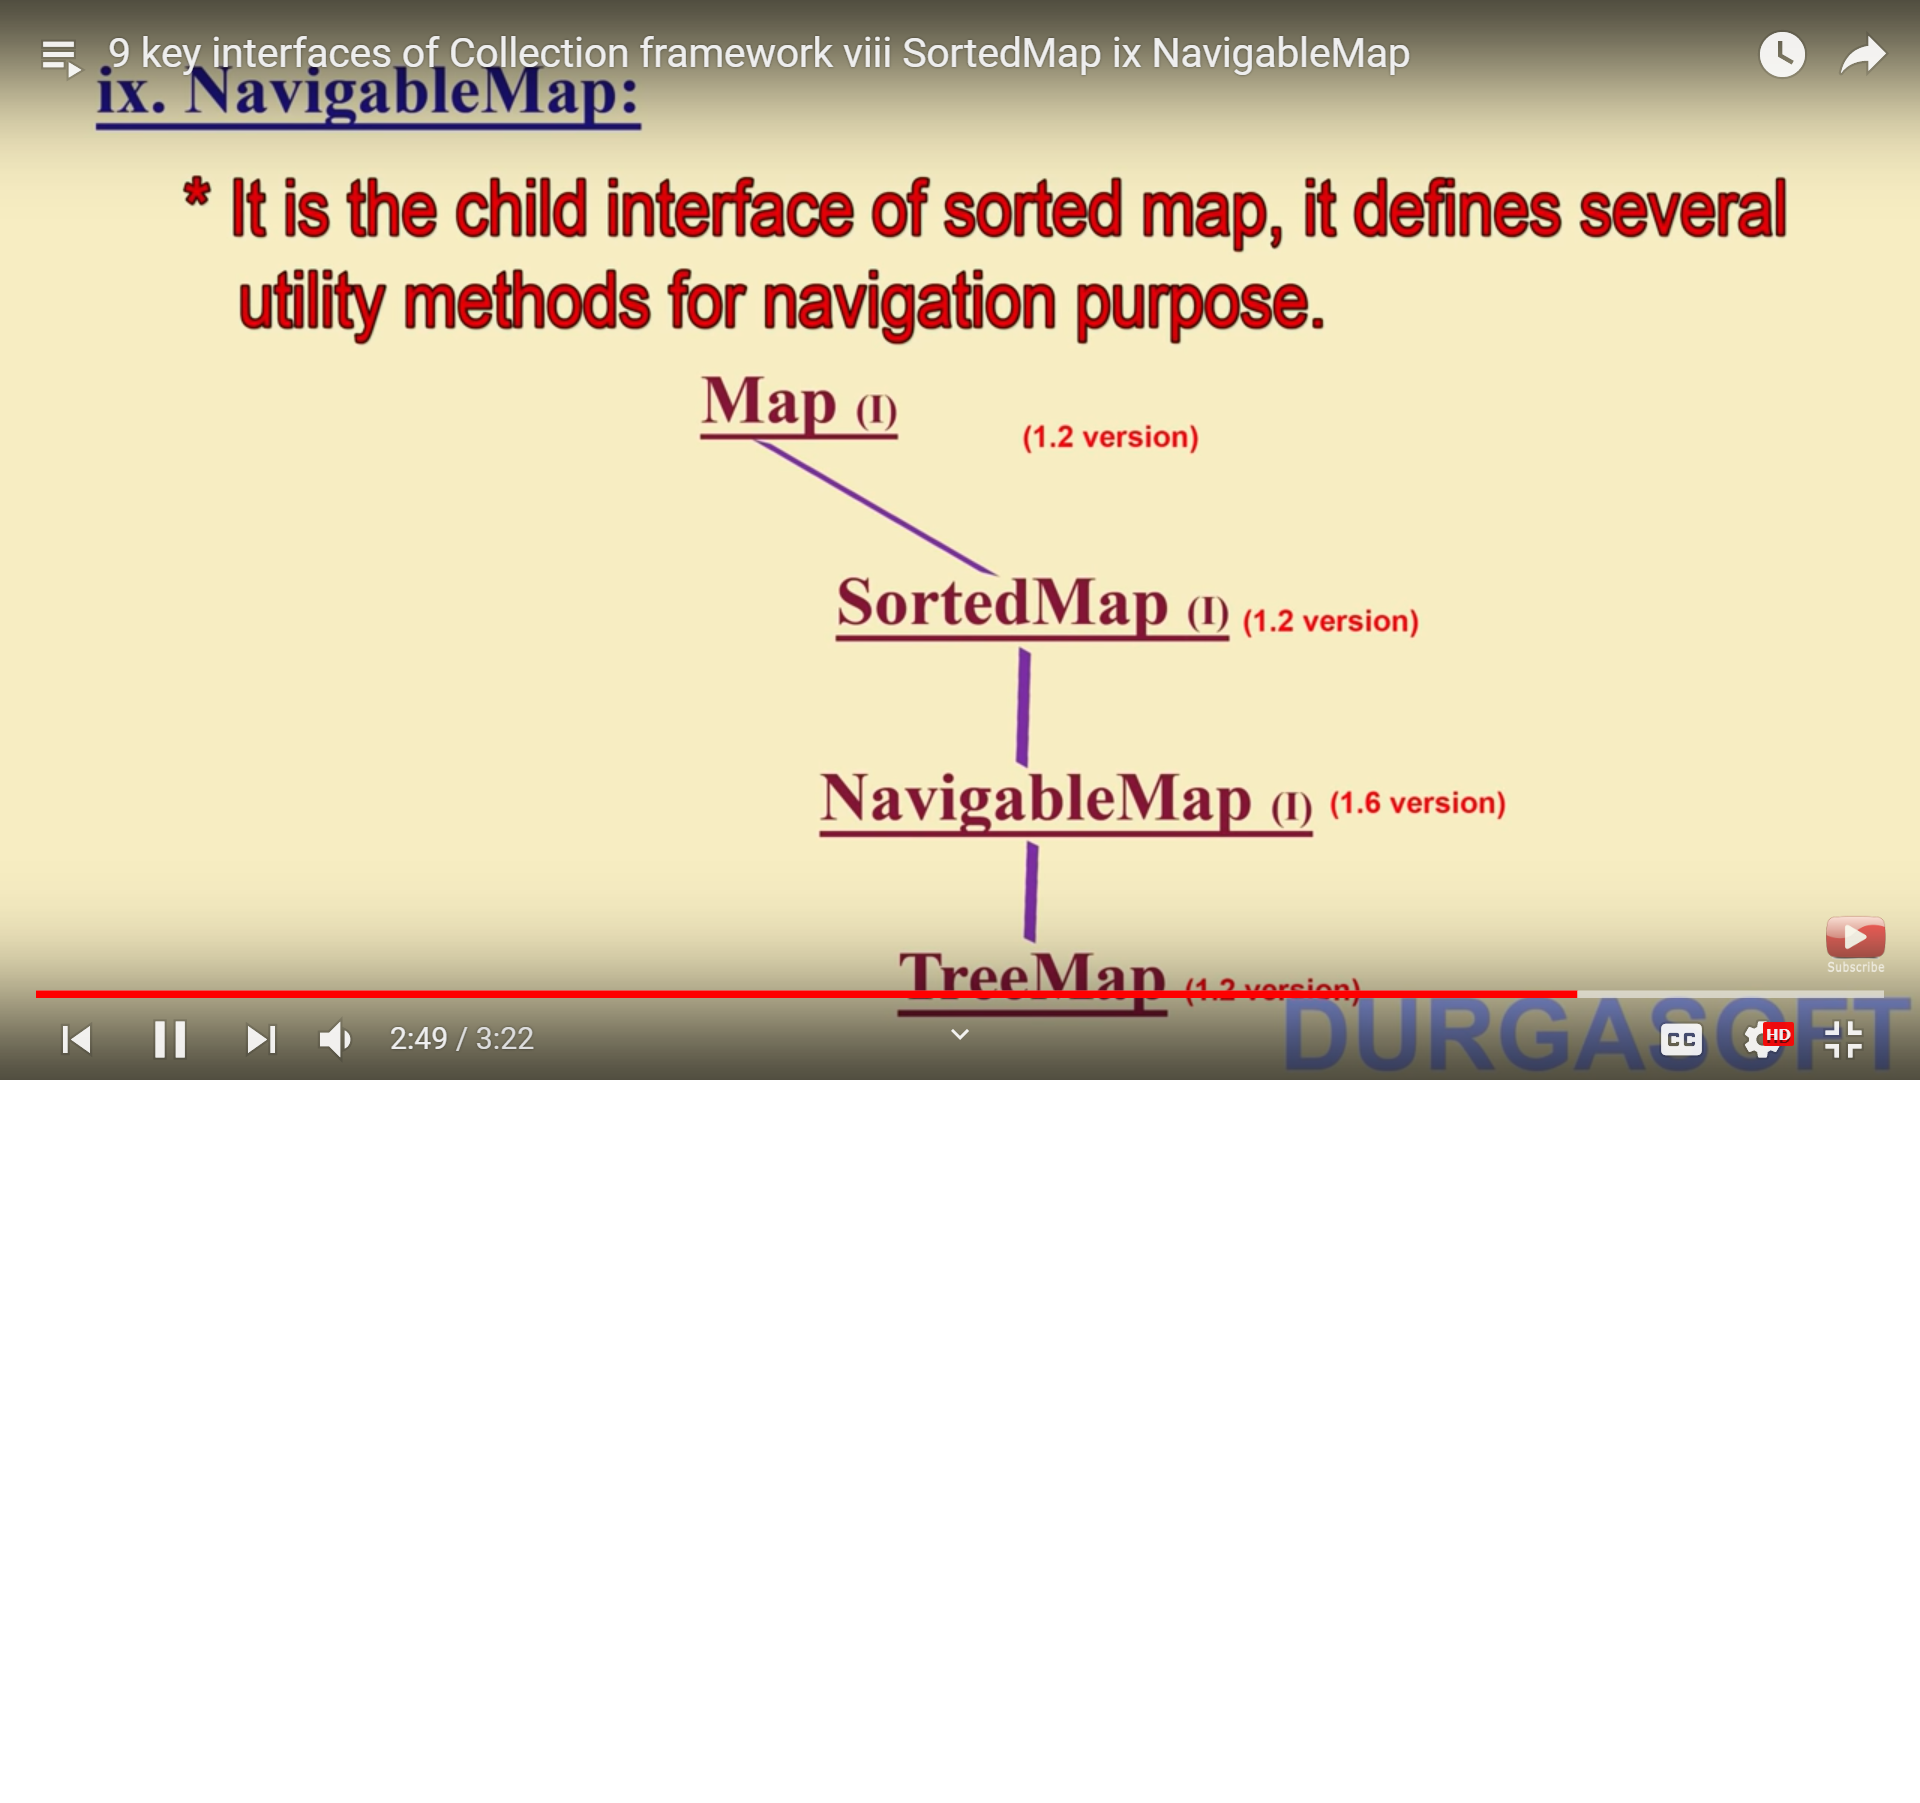 9 key interfaces of Collection framework viii SortedMap ix NavigableMap
ix. NavigableMap:
* It is the child interface of sorted map, it defines several
utility methods for navigation purpose.
Map (I)
(1.2 version)
SortedMap (I) (1.2 version)
NavigableMap (I) (1.6 version)
TreeMap (1.2 version)
Subscribe
DURGASOFT
2:49 / 3:22
CC
HD